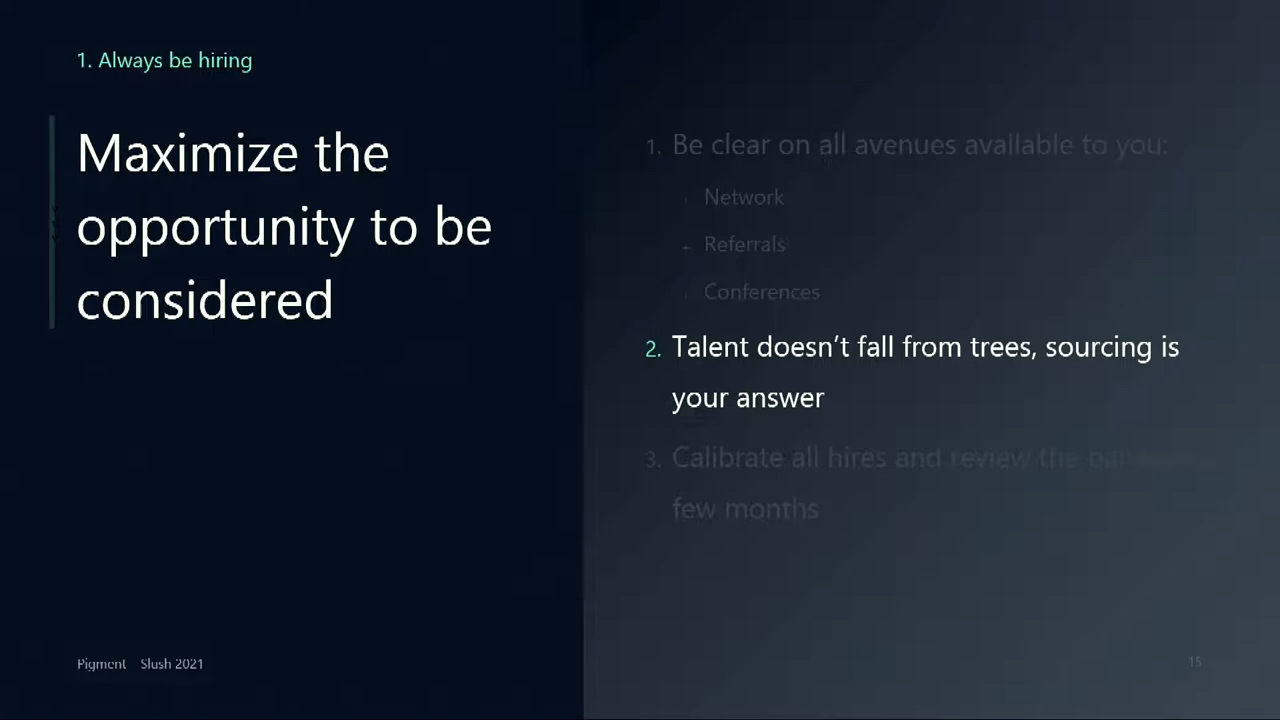 1. Always be hiring
Maximize the
opportunity to be
considered
1. Be clear on all avenues available to you:
Network
Referrals
Conferences
2. Talent doesn’t fall from trees, sourcing is
your answer
3. Calibrate all hires and review the bar
few months
Pigment Slush 2021
15